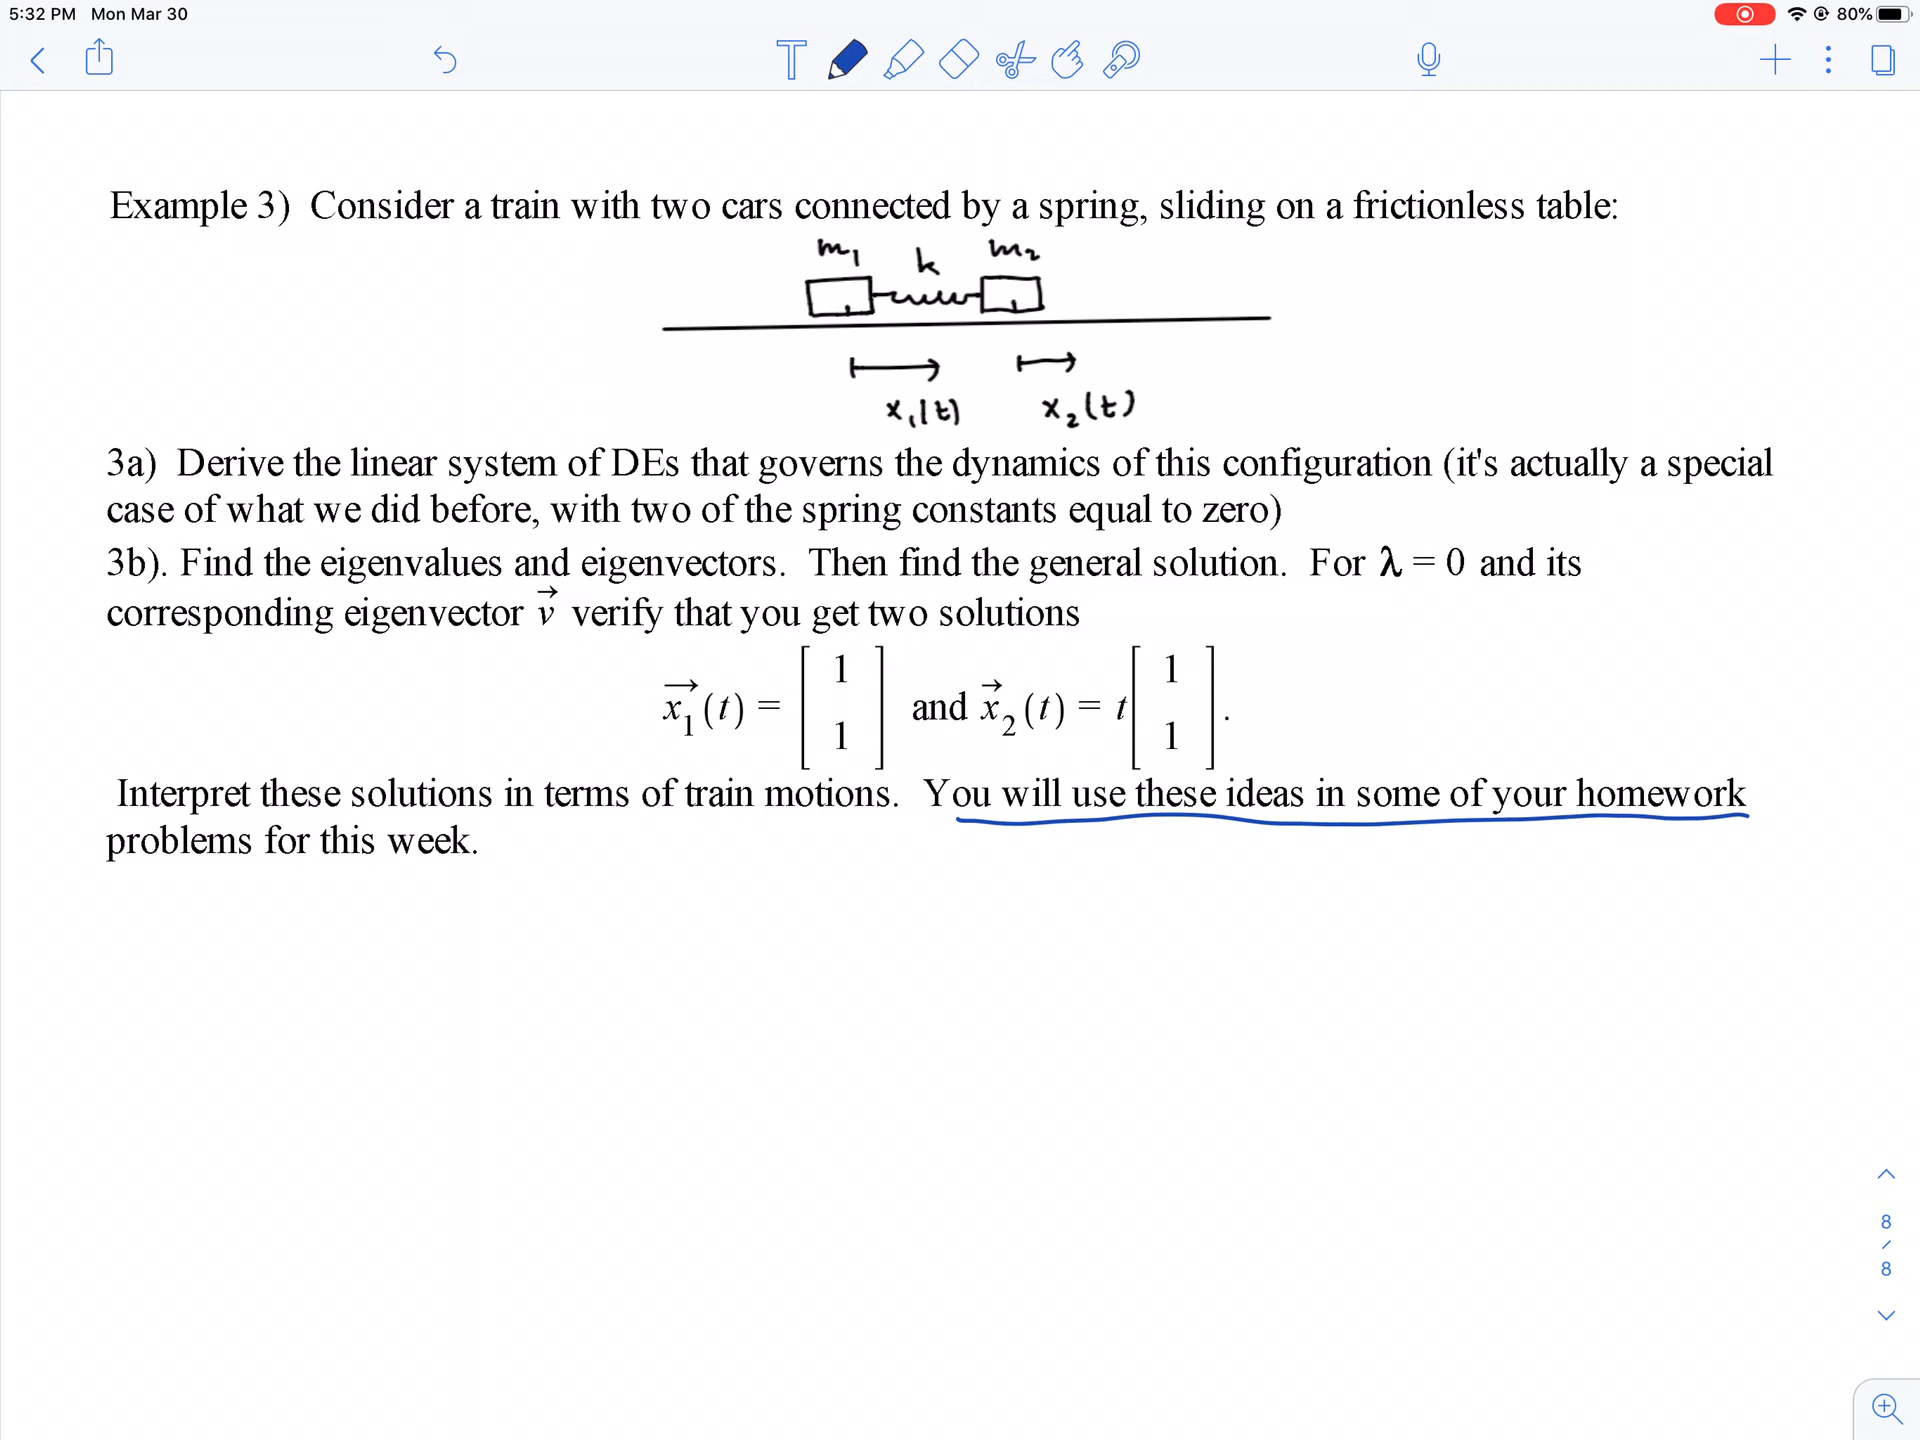 5:32 PM Mon Mar 30
80%
T
Example 3) Consider a train with two cars connected by a spring, sliding on a frictionless table:
m₁ k m₂
x₁(t) x₂(t)
3a) Derive the linear system of DEs that governs the dynamics of this configuration (it's actually a special
case of what we did before, with two of the spring constants equal to zero)
3b). Find the eigenvalues and eigenvectors. Then find the general solution. For λ = 0 and its
corresponding eigenvector v⃗ verify that you get two solutions
x₁⃗(t) = [1 1] and x⃗₂(t) = t[1 1].
Interpret these solutions in terms of train motions. You will use these ideas in some of your homework
problems for this week.
8
/
8